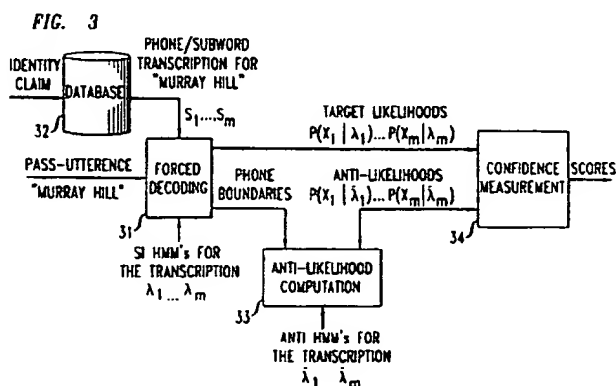 FIG. 3
IDENTITY
CLAIM
DATABASE
32
PHONE/SUBWORD
TRANSCRIPTION FOR
"MURRAY HILL"
S₁...Sₘ
PASS-UTTERENCE
"MURRAY HILL"
FORCED
DECODING
31
SI HMM's FOR
THE TRANSCRIPTION
λ₁ ... λₘ
PHONE
BOUNDARIES
TARGET LIKELIHOODS
P(X₁ | λ₁)... P(Xₘ | λₘ)
ANTI-LIKELIHOODS
P(X₁ | λ̄₁)... P(Xₘ | λ̄ₘ)
ANTI-LIKELIHOOD
COMPUTATION
33
ANTI HMM's FOR
THE TRANSCRIPTION
λ̄₁ λ̄ₘ
CONFIDENCE
MEASUREMENT
34
SCORES